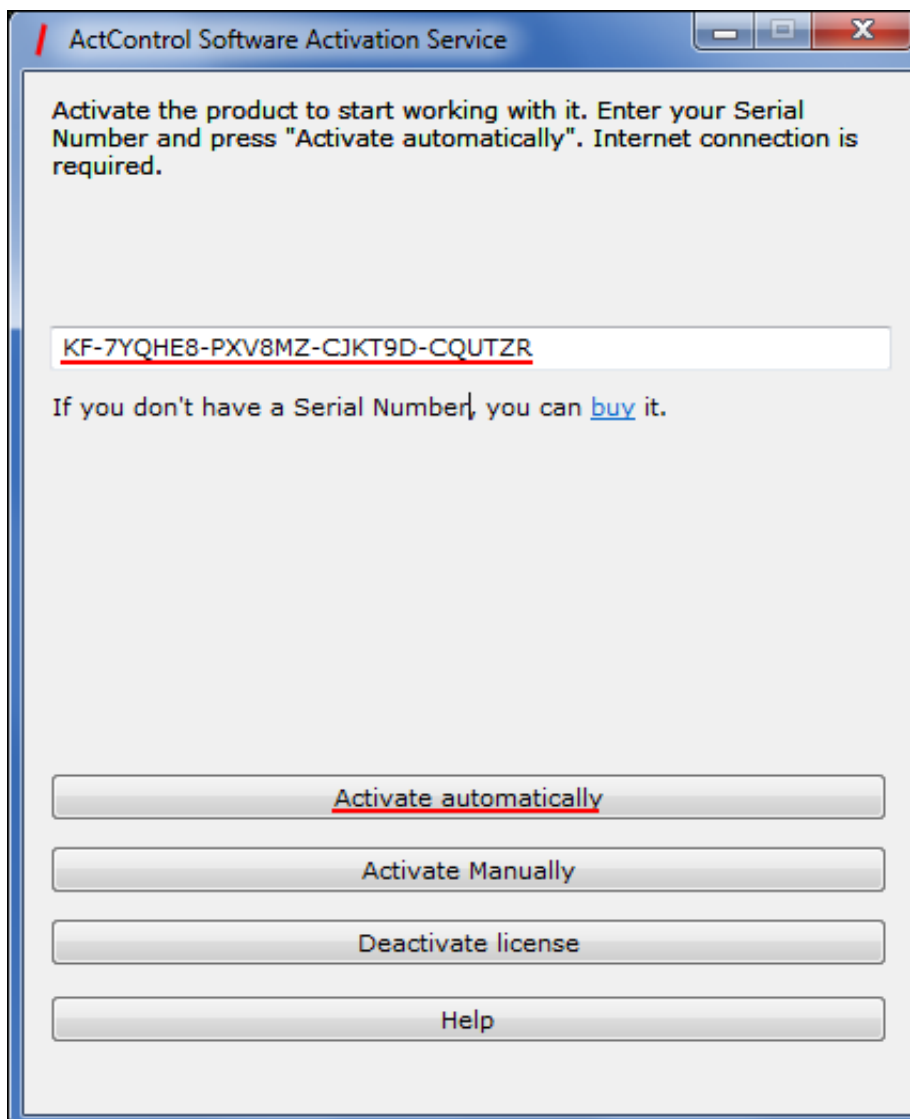 ActControl Software Activation Service
Activate the product to start working with it. Enter your Serial
Number and press "Activate automatically". Internet connection is
required.
KF-7YQHE8-PXV8MZ-CJKT9D-CQUTZR
If you don't have a Serial Number, you can buy it.
Activate automatically
Activate Manually
Deactivate license
Help